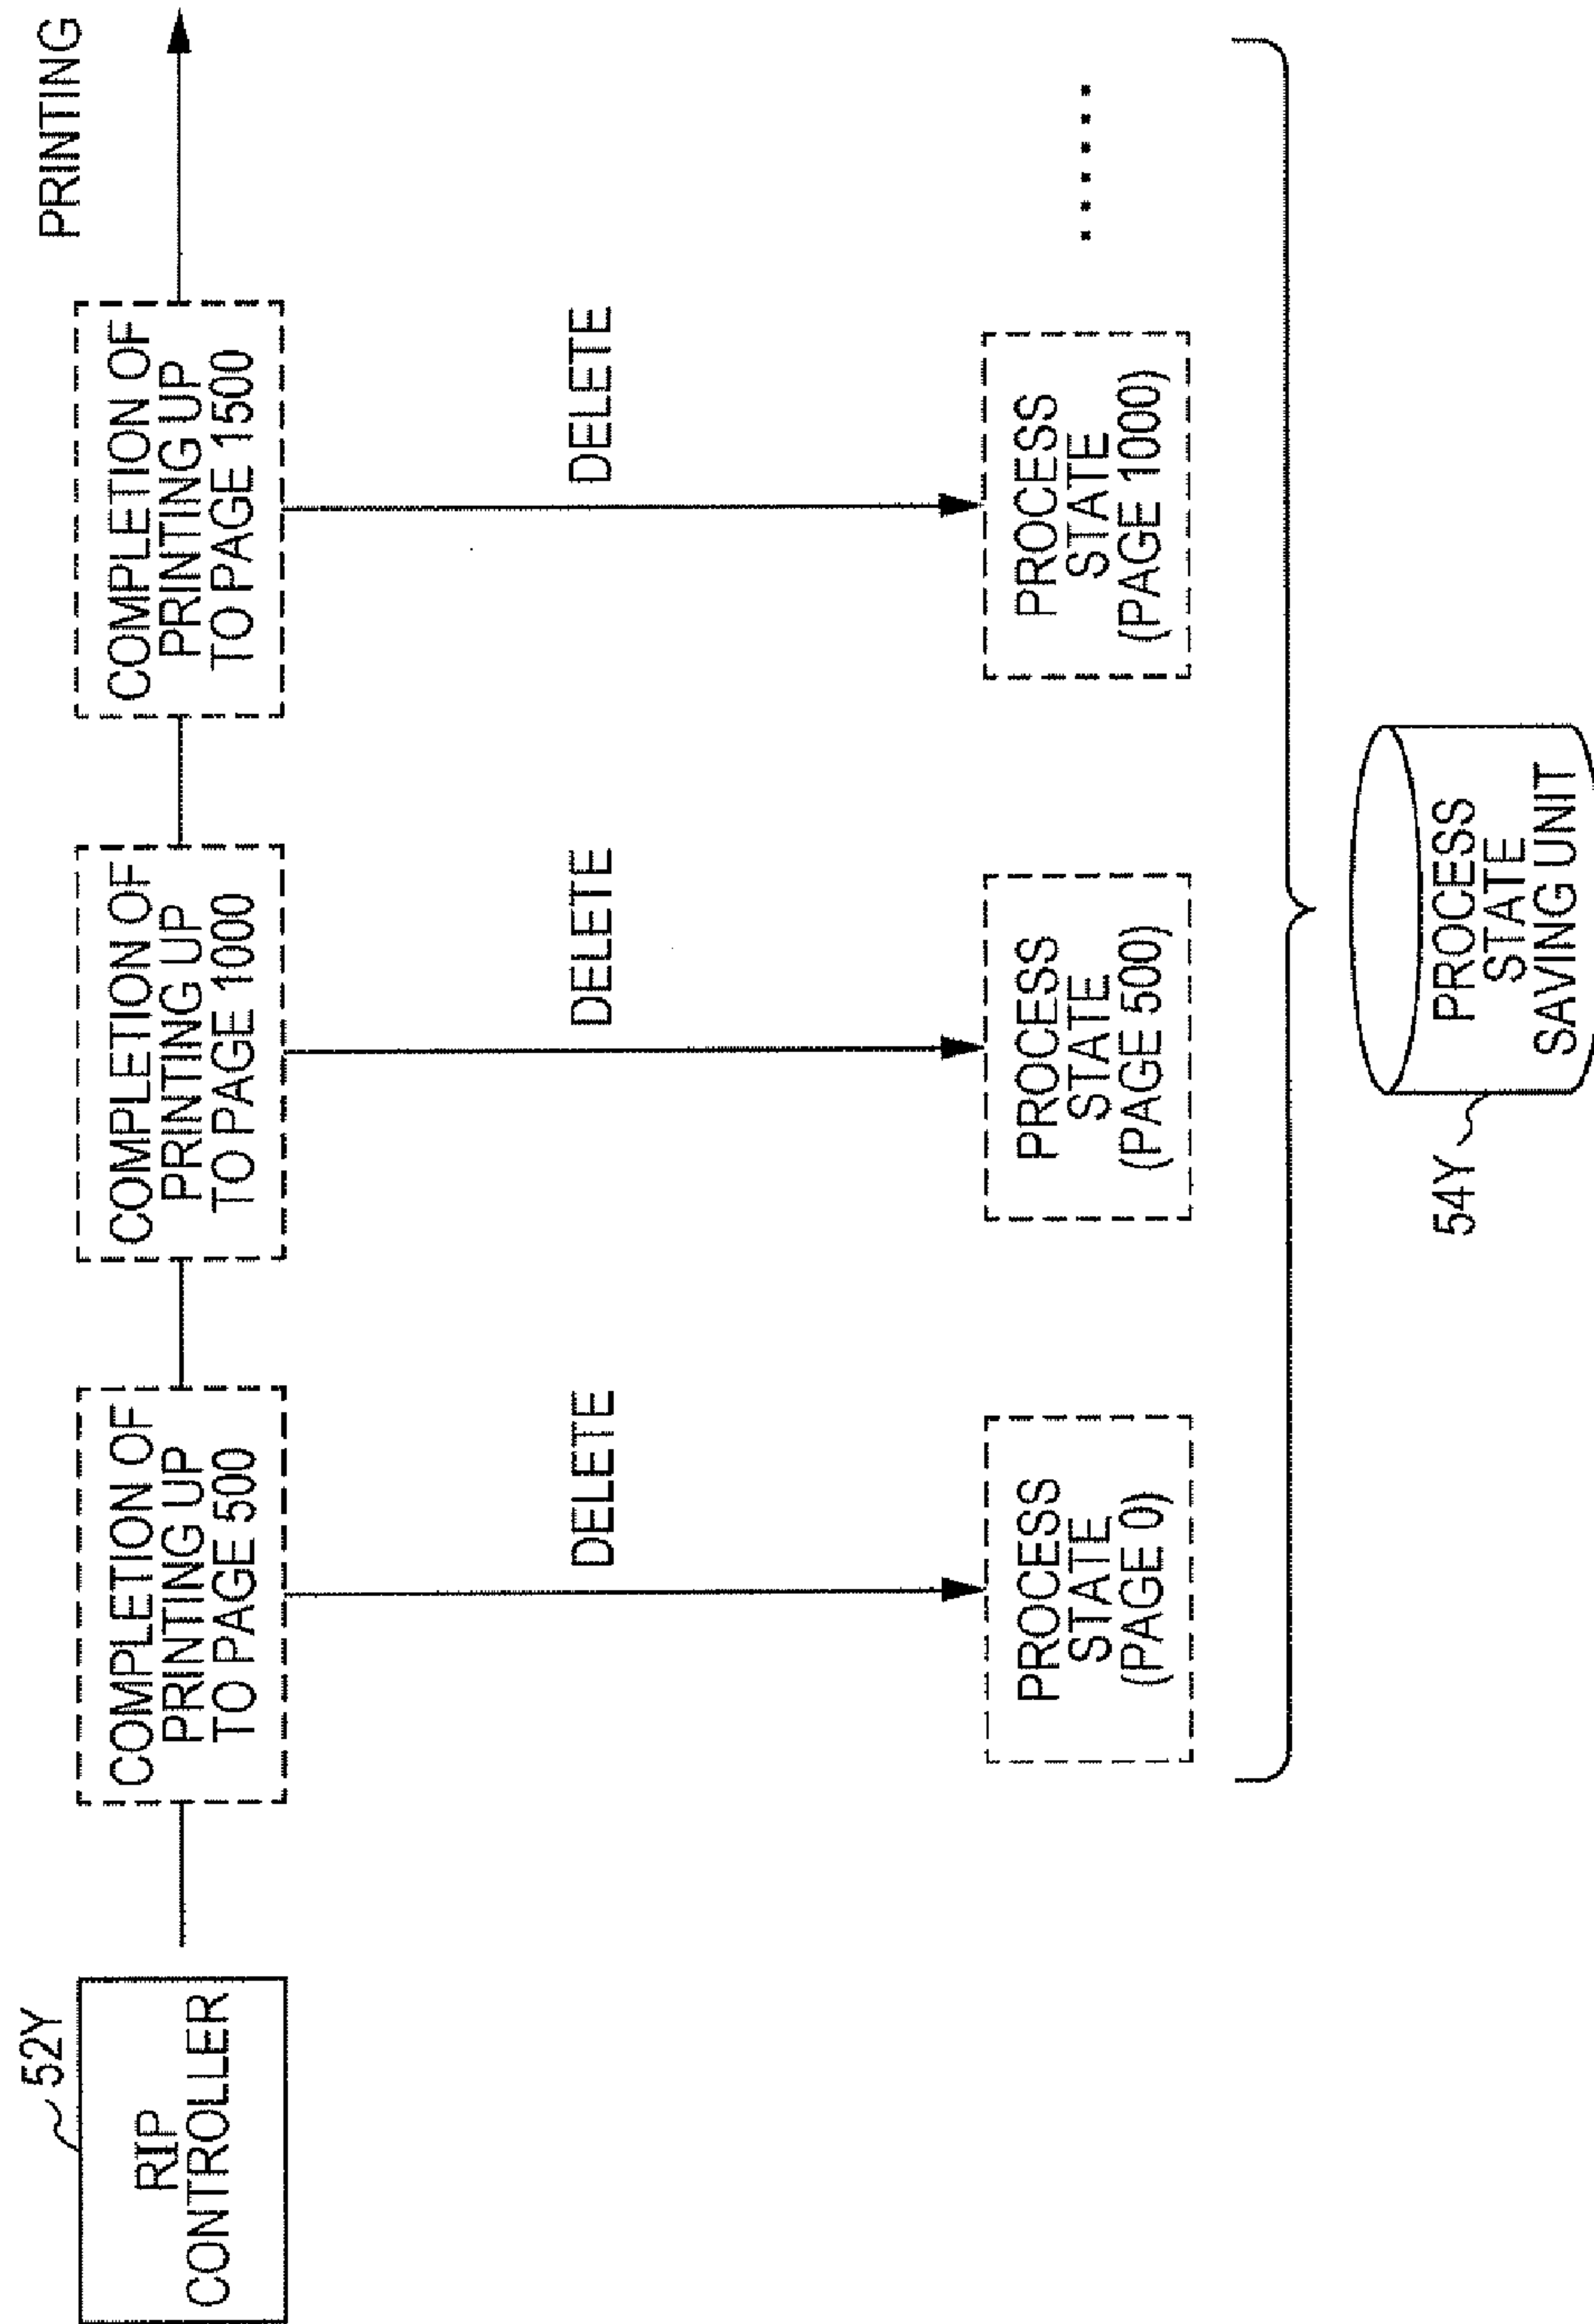 52Y
RIP
CONTROLLER
COMPLETION OF
PRINTING UP
TO PAGE 500
COMPLETION OF
PRINTING UP
TO PAGE 1000
COMPLETION OF
PRINTING UP
TO PAGE 1500
PRINTING
DELETE
DELETE
DELETE
PROCESS
STATE
(PAGE 0)
PROCESS
STATE
(PAGE 500)
PROCESS
STATE
(PAGE 1000)
......
54Y
PROCESS
STATE
SAVING UNIT